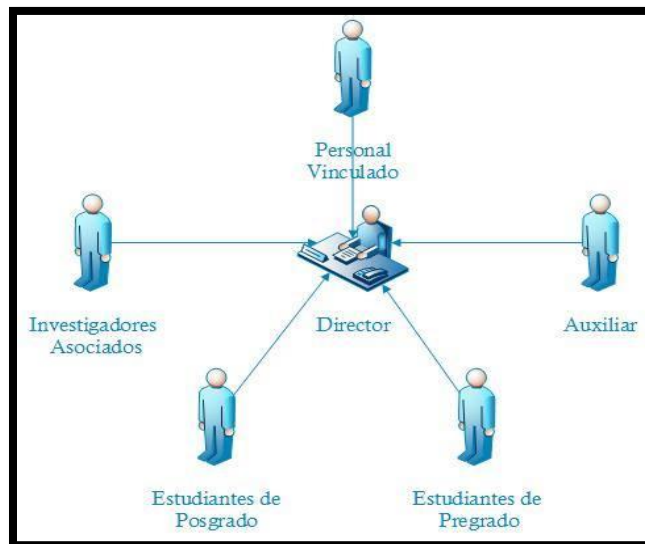 Personal
Vinculado
Investigadores
Asociados
Director
Auxiliar
Estudiantes de
Posgrado
Estudiantes de
Pregrado